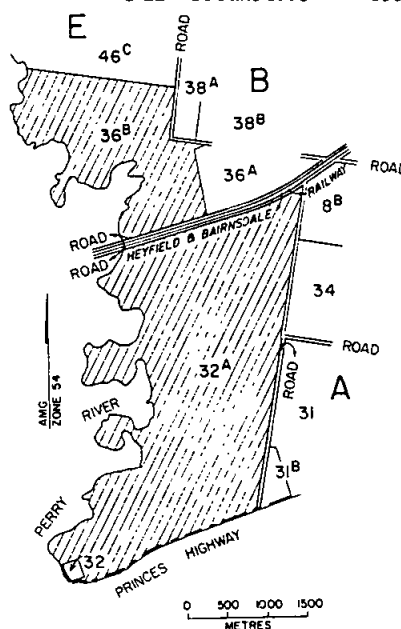 E
46C
ROAD
38A
B
36B
38B
36A
ROAD
RAILWAY
ROAD
HEYFIELD & BAIRNSDALE
8B
ROAD
34
ROAD
32A
ROAD
A
AMG
ZONE 54
RIVER
31
31B
PERRY
32
PRINCES HIGHWAY
0 500 1000 1500
METRES